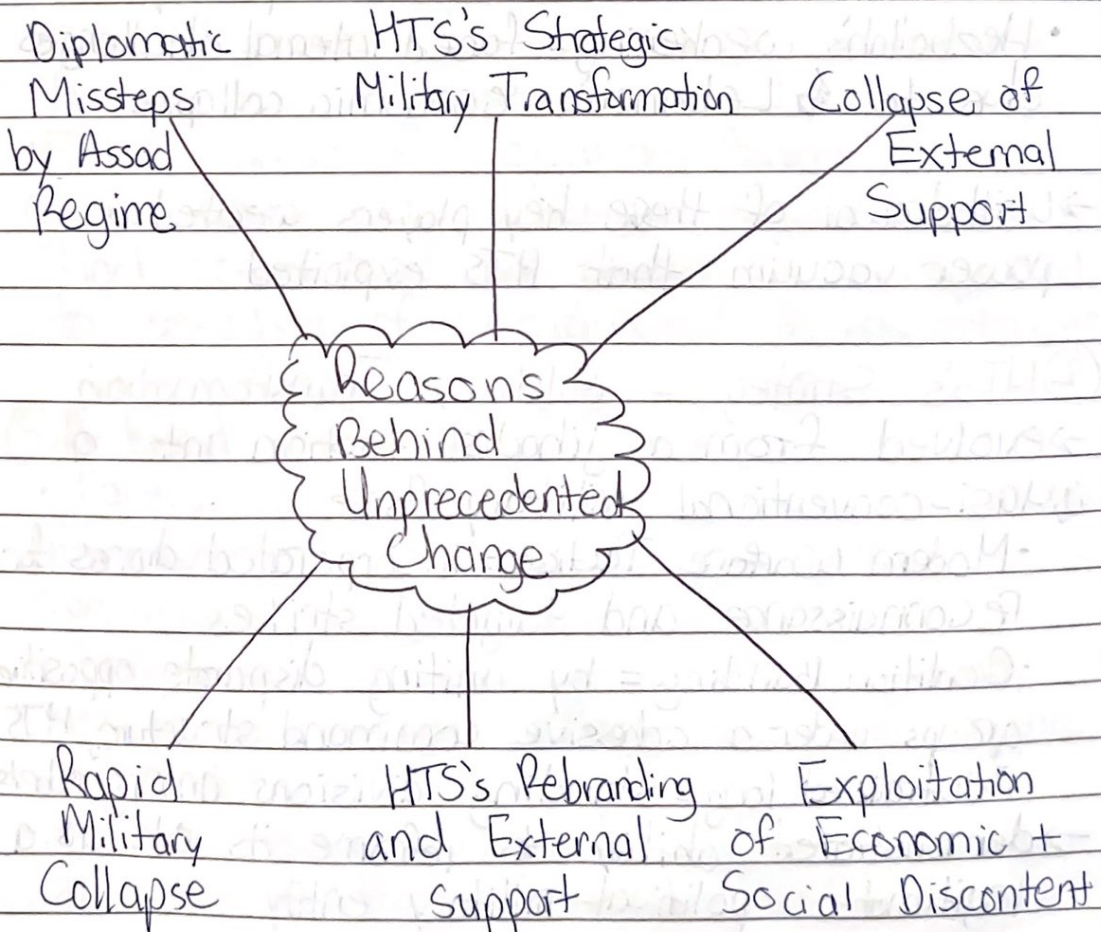 Diplomatic
Missteps
by Assad
Regime
HTS's Strategic
Military Transformation
Collapse of
External
Support
Reasons
Behind
Unprecedented
Change
Rapid
Military
Collapse
HTS's Rebranding
and External
Support
Exploitation
of Economic +
Social Discontent